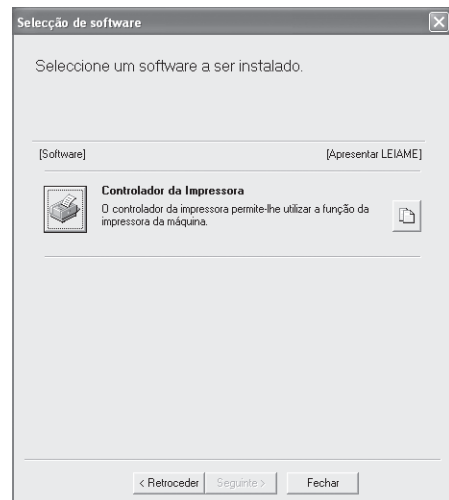 Selecção de software
Seleccione um software a ser instalado.
[Software] [Apresentar LEIAME]
Controlador da Impressora
O controlador da impressora permite-lhe utilizar a função da
impressora da máquina.
< Retroceder Seguinte > Fechar